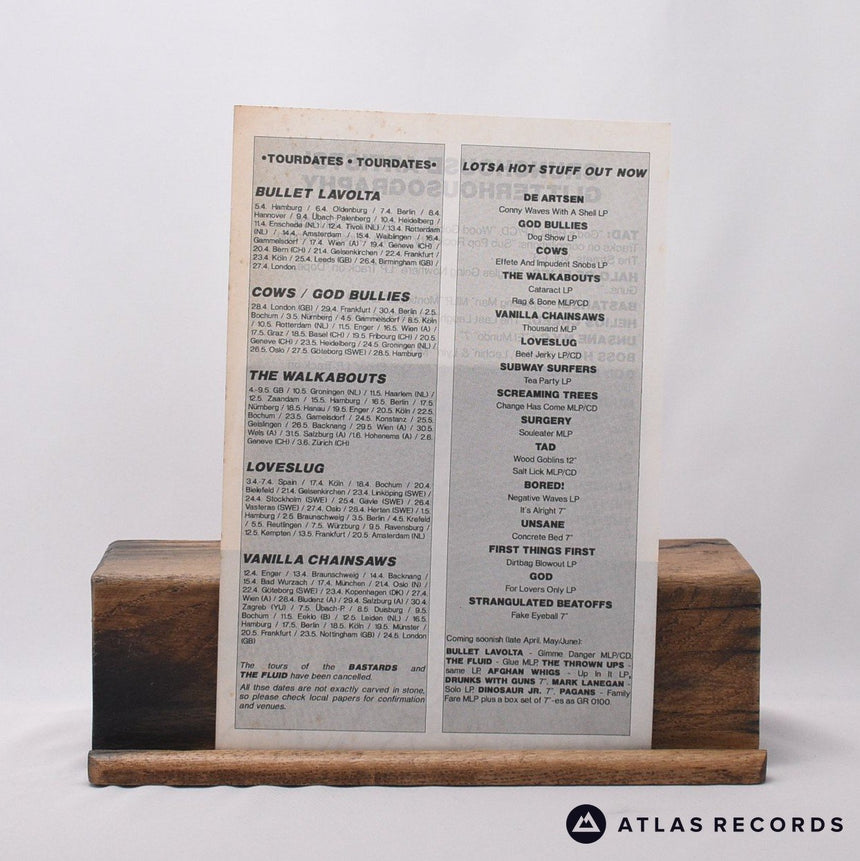 •TOURDATES • TOURDATES•
BULLET LAVOLTA
5.4. Hamburg / 6.4. Oldenburg / 7.4. Berlin / 8.4.
Hannover / 9.4. Übach-Palenberg / 10.4. Heidelberg /
11.4. Enschede (NL) / 12.4. Tivoli (NL) / 13.4. Rotterdam
(NL) / 14.4. Amsterdam / 15.4. Waiblingen / 16.4.
Gammelsdorf / 17.4. Wien (A) / 19.4. Geneve (CH) /
20.4. Bern (CH) / 21.4. Gelsenkirchen / 22.4. Frankfurt /
23.4. Köln / 25.4. Leeds (GB) / 26.4. Birmingham (GB) /
27.4. London.
COWS / GOD BULLIES
28.4. London (GB) / 29.4. Frankfurt / 30.4. Berlin / 2.5.
Bochum / 3.5. Nürnberg / 4.5. Gammelsdorf / 8.5. Köln
/ 10.5. Rotterdam (NL) / 11.5. Enger / 16.5. Wien (A) /
17.5. Graz / 18.5. Basel (CH) / 19.5. Fribourg (CH) / 20.5.
Geneve (CH) / 23.5. Heidelberg / 24.5. Groningen (NL) /
26.5. Oslo / 27.5. Göteborg (SWE) / 28.5. Hamburg
THE WALKABOUTS
4.-9.5. GB / 10.5. Groningen (NL) / 11.5. Haarlem (NL) /
12.5. Zaandam / 15.5. Hamburg / 16.5. Berlin / 17.5.
Nürnberg / 18.5. Hanau / 19.5. Enger / 20.5. Köln / 22.5.
Bochum / 23.5. Gamelsdorf / 24.5. Konstanz / 25.5.
Geislingen / 26.5. Backnang / 29.5. Wien (A) / 30.5.
Wels (A) / 31.5. Salzburg (A) /1.6. Hohenema (A) / 2.6.
Geneve (CH) / 3.6. Zürich (CH)
LOVESLUG
3.4.-7.4. Spain / 17.4. Köln / 18.4. Bochum / 20.4.
Bielefeld / 21.4. Gelsenkirchen / 23.4. Linköping (SWE) /
24.4. Stockholm (SWE) / 25.4. Gävle (SWE) / 26.4.
Vasteras (SWE) / 27.4. Oslo / 28.4. Herten (SWE) / 1.5.
Hamburg / 2.5. Braunschweig / 3.5. Berlin / 4.5. Krefeld
/ 5.5. Reutlingen / 7.5. Würzburg / 9.5. Ravensburg /
12.5. Kempten / 13.5. Frankfurt / 20.5. Amsterdam (NL)
VANILLA CHAINSAWS
12.4. Enger / 13.4. Braunschweig / 14.4. Backnang /
15.4. Bad Wurzach / 17.4. München / 21.4. Oslo (N) /
22.4. Göteborg (SWE) / 23.4. Kopenhagen (DK) / 27.4.
Wien (A) / 28.4. Bludenz (A) / 29.4. Salzburg (A) / 30.4.
Zagreb (YU) / 7.5. Übach-P. / 8.5. Duisburg / 9.5.
Bochum / 11.5. Eeklo (B) / 12.5. Leiden (NL) / 16.5.
Hamburg / 17.5. Berlin / 18.5. Köln / 19.5. Münster /
20.5. Frankfurt / 23.5. Nottingham (GB) / 24.5. London
(GB)
The tours of the BASTARDS and
THE FLUID have been cancelled.
All thse dates are not exactly carved in stone,
so please check local papers for confirmation
and venues.
LOTSA HOT STUFF OUT NOW
DE ARTSEN
Conny Waves With A Shell LP
GOD BULLIES
Dog Show LP
COWS
Effete And Impudent Snobs LP
THE WALKABOUTS
Cataract LP
Rag & Bone MLP/CD
VANILLA CHAINSAWS
Thousand MLP
LOVESLUG
Beef Jerky LP/CD
SUBWAY SURFERS
Tea Party LP
SCREAMING TREES
Change Has Come MLP/CD
SURGERY
Souleater MLP
TAD
Wood Goblins 12"
Salt Lick MLP/CD
BORED!
Negative Waves LP
It's Alright 7"
UNSANE
Concrete Bed 7"
FIRST THINGS FIRST
Dirtbag Blowout LP
GOD
For Lovers Only LP
STRANGULATED BEATOFFS
Fake Eyeball 7"
Coming soonish (late April, May/June):
BULLET LAVOLTA - Gimme Danger MLP/CD,
THE FLUID - Glue MLP, THE THROWN UPS -
same LP, AFGHAN WHIGS - Up In It LP,
DRUNKS WITH GUNS 7", MARK LANEGAN -
Solo LP, DINOSAUR JR. 7", PAGANS - Family
Fare MLP plus a box set of 7"-es as GR 0100.
ATLAS RECORDS